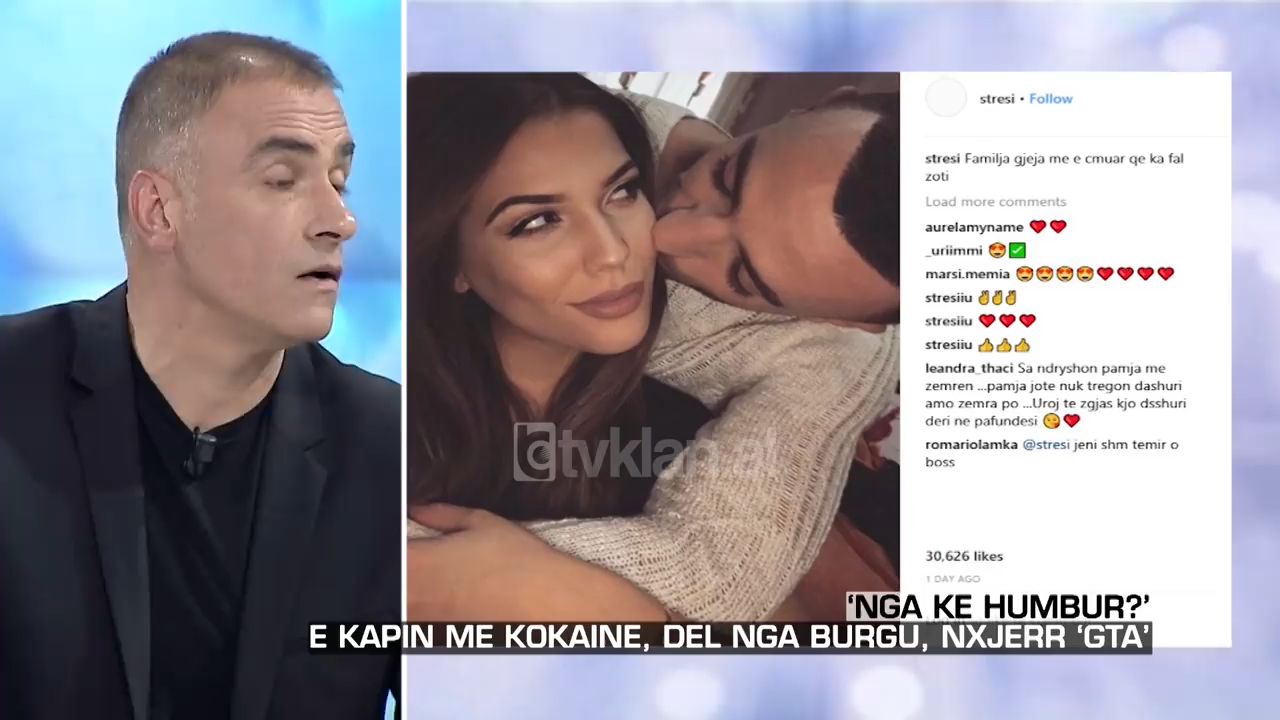 stresi • Follow
stresi Familja gjeja me e cmuar qe ka fal
zoti
Load more comments
aurelamyname ❤❤
_uriimmi 😍✅
marsi.memia 😍😍😍😍❤❤❤❤
stresiiu ✌✌✌
stresiiu ❤❤❤
stresiiu 👍👍👍
leandra_thaci Sa ndryshon pamja me
zemren ...pamja jote nuk tregon dashuri
amo zemra po ...Uroj te zgjas kjo dsshuri
deri ne pafundesi 😘❤
romariolamka @stresi jeni shm temir o
boss
tvklan.al
30,626 likes
1 DAY AGO
‘NGA KE HUMBUR?’
E KAPIN ME KOKAINE, DEL NGA BURGU, NXJERR ‘GTA’